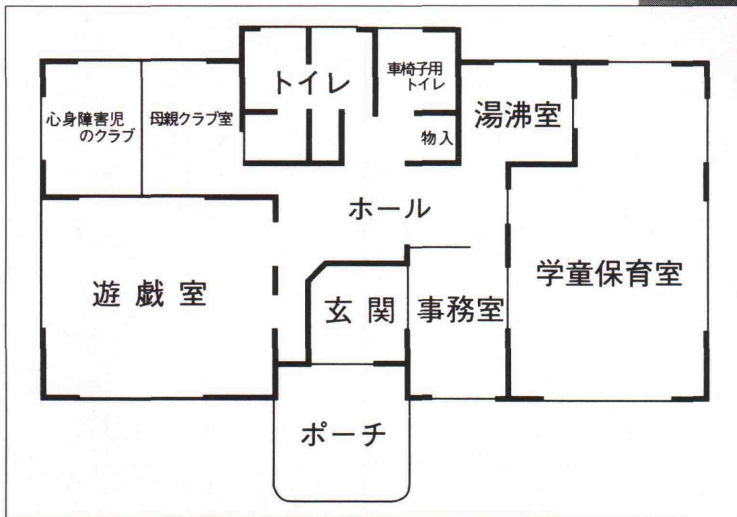 トイレ
車椅子用
トイレ
心身障害児
のクラブ
母親クラブ室
湯沸室
物入
ホール
遊戯室
玄関
事務室
学童保育室
ポーチ